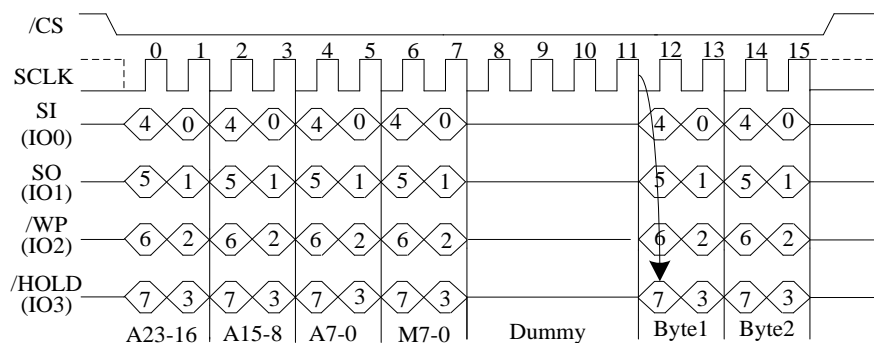 /CS
0 1 2 3 4 5 6 7 8 9 10 11 12 13 14 15
SCLK
SI
(IO0)
4 0 4 0 4 0 4 0 4 0 4 0
SO
(IO1)
5 1 5 1 5 1 5 1 5 1 5 1
/WP
(IO2)
6 2 6 2 6 2 6 2 6 2 6 2
/HOLD
(IO3)
7 3 7 3 7 3 7 3 7 3 7 3
A23-16 A15-8 A7-0 M7-0 Dummy Byte1 Byte2